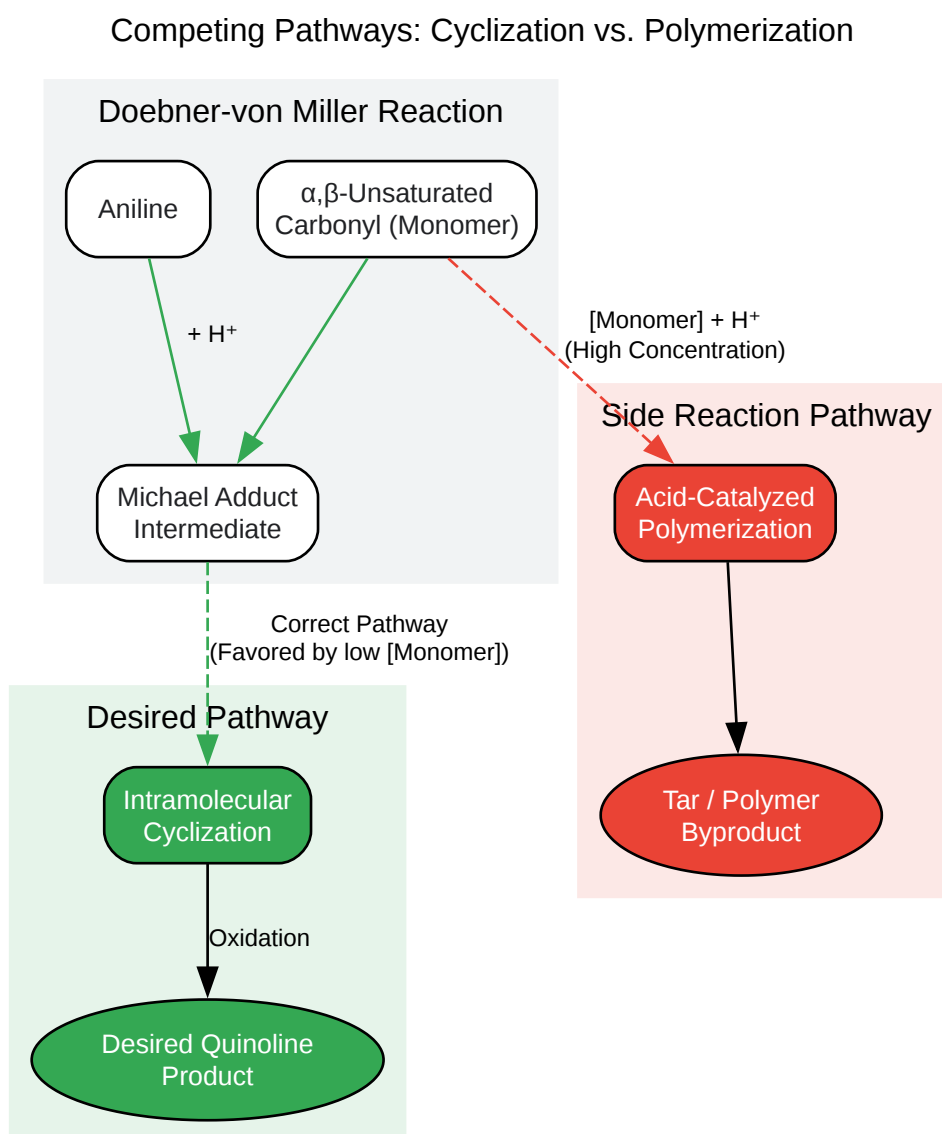 Competing Pathways: Cyclization vs. Polymerization
Doebner-von Miller Reaction
Aniline
α,β-Unsaturated
Carbonyl (Monomer)
+ H⁺
[Monomer] + H⁺
(High Concentration)
Side Reaction Pathway
Michael Adduct
Intermediate
Acid-Catalyzed
Polymerization
Correct Pathway
(Favored by low [Monomer])
Desired Pathway
Intramolecular
Cyclization
Tar / Polymer
Byproduct
Oxidation
Desired Quinoline
Product